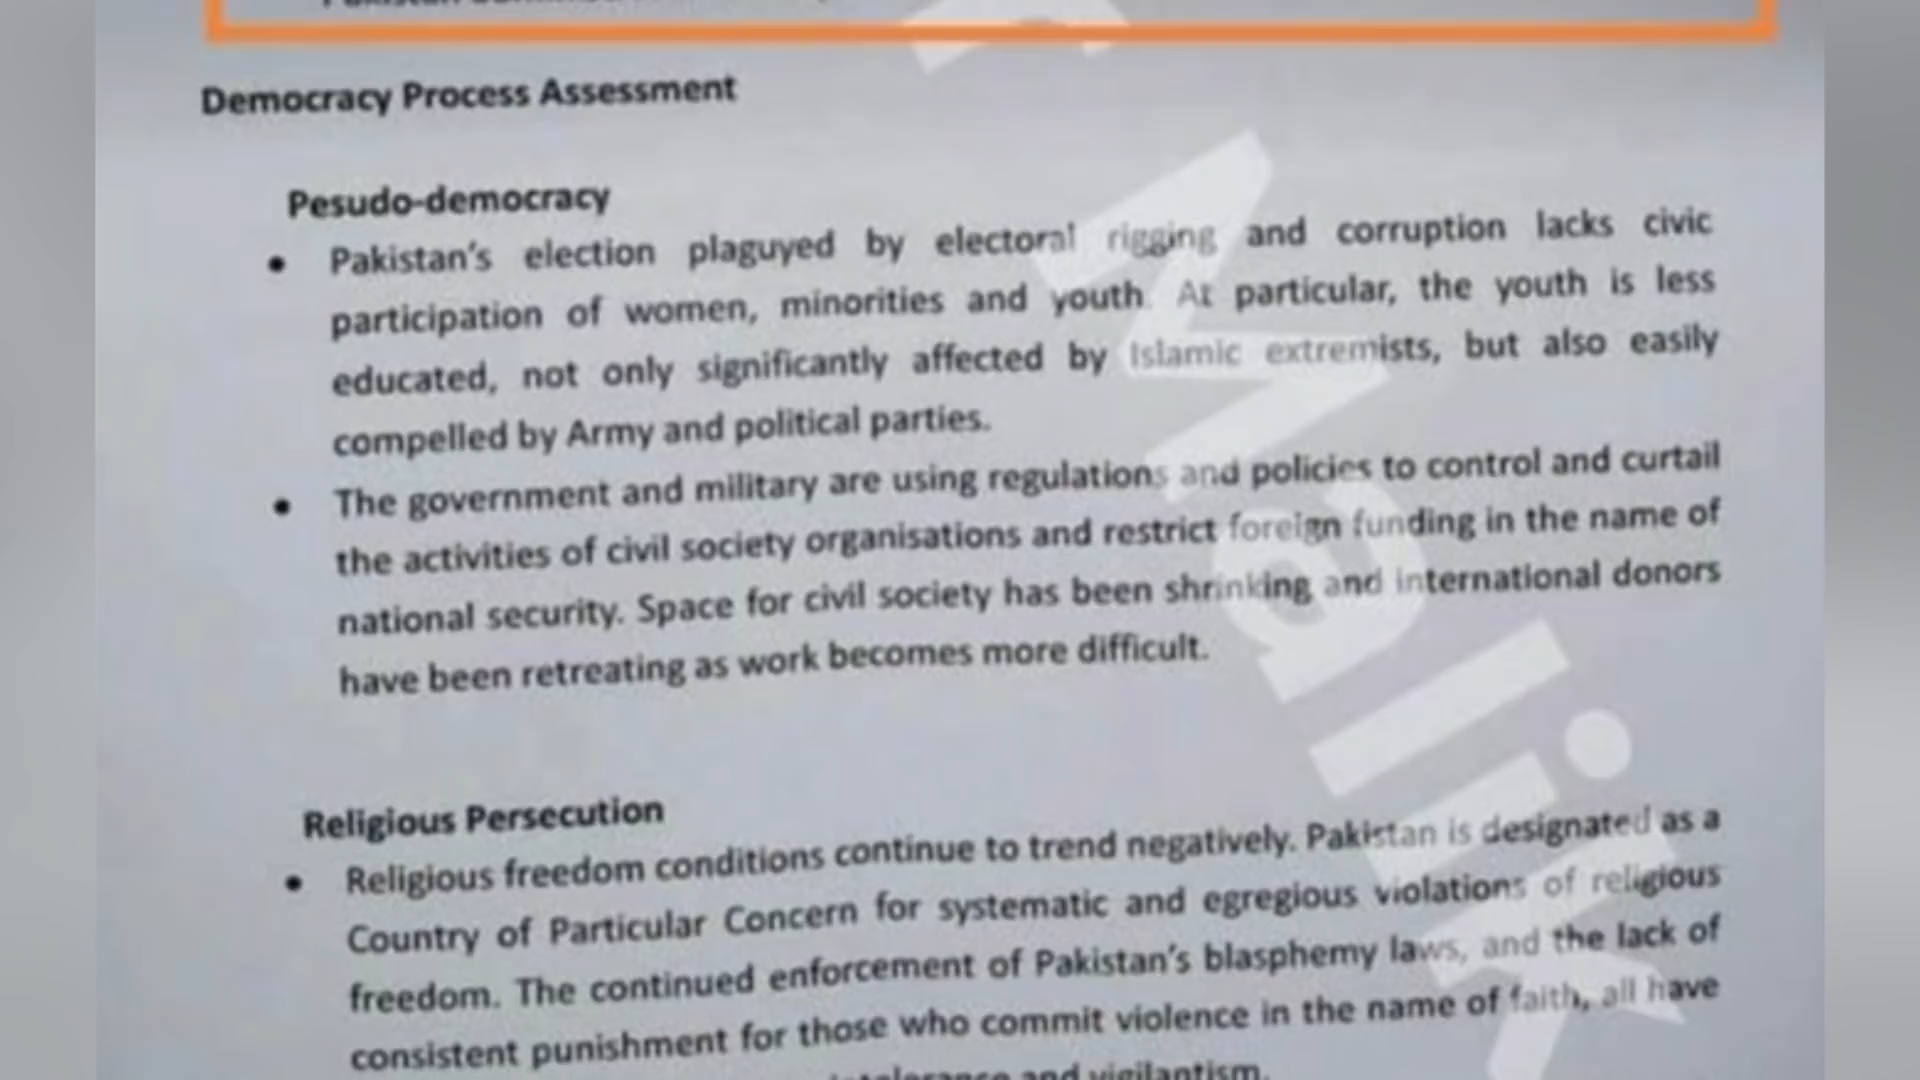 Democracy Process Assessment
Pesudo-democracy
• Pakistan's election plaguyed by electoral rigging and corruption lacks civic
participation of women, minorities and youth. At particular, the youth is less
educated, not only significantly affected by Islamic extremists, but also easily
compelled by Army and political parties.
• The government and military are using regulations and policies to control and curtail
the activities of civil society organisations and restrict foreign funding in the name of
national security. Space for civil society has been shrinking and international donors
have been retreating as work becomes more difficult.
Religious Persecution
• Religious freedom conditions continue to trend negatively. Pakistan is designated as a
Country of Particular Concern for systematic and egregious violations of religious
freedom. The continued enforcement of Pakistan's blasphemy laws, and the lack of
consistent punishment for those who commit violence in the name of faith, all have
intolerance and vigilantism.
Malik